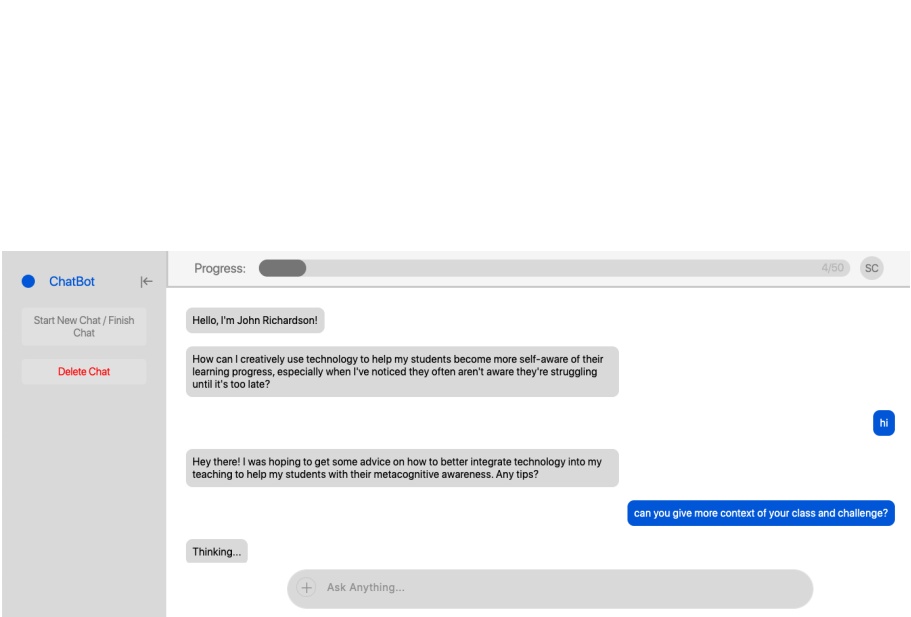 ChatBot
Start New Chat / Finish
Chat
Delete Chat
Progress:
4/50
SC
Hello, I'm John Richardson!
How can I creatively use technology to help my students become more self-aware of their
learning progress, especially when I've noticed they often aren't aware they're struggling
until it's too late?
hi
Hey there! I was hoping to get some advice on how to better integrate technology into my
teaching to help my students with their metacognitive awareness. Any tips?
can you give more context of your class and challenge?
Thinking...
Ask Anything...